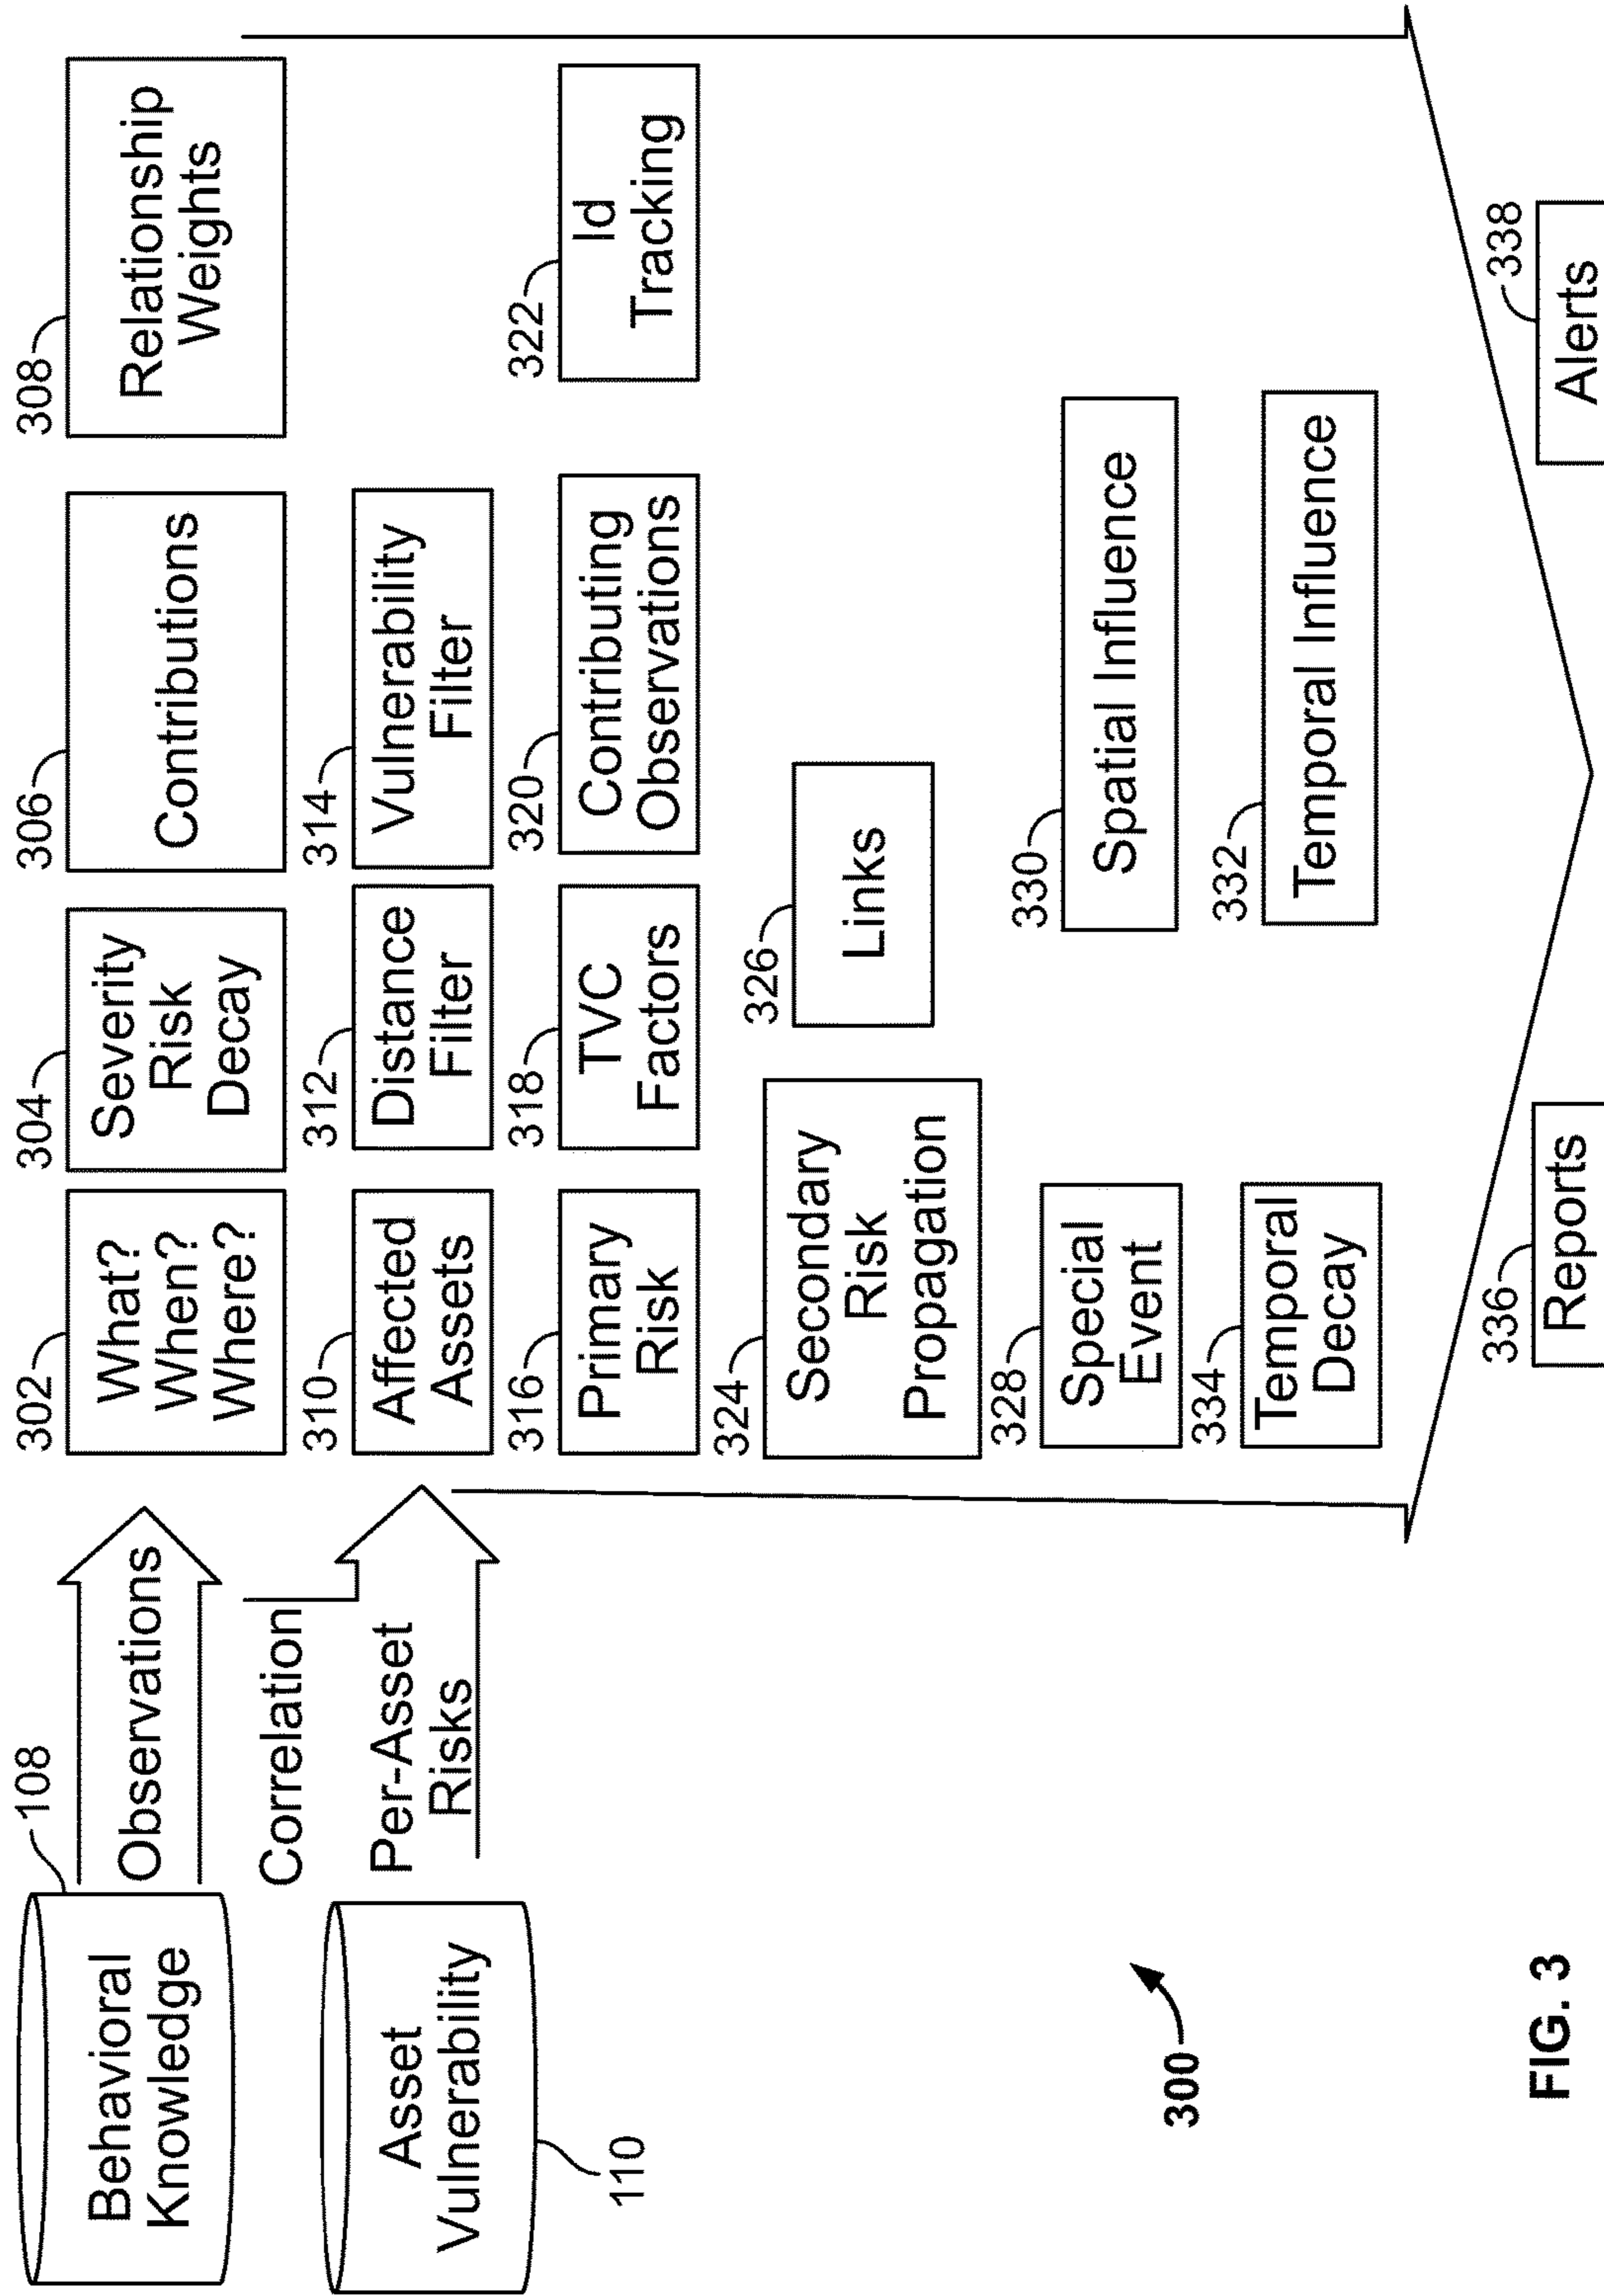 108
Behavioral
Knowledge
Observations
Correlation
Asset
Vulnerability
110
Per-Asset
Risks
302
What?
When?
Where?
304
Severity
Risk
Decay
306
Contributions
308
Relationship
Weights
310
Affected
Assets
312
Distance
Filter
314
Vulnerability
Filter
316
Primary
Risk
318
TVC
Factors
320
Contributing
Observations
322
Id
Tracking
324
Secondary
Risk
Propagation
326
Links
328
Special
Event
330
Spatial Influence
334
Temporal
Decay
332
Temporal Influence
336
Reports
338
Alerts
300
FIG. 3